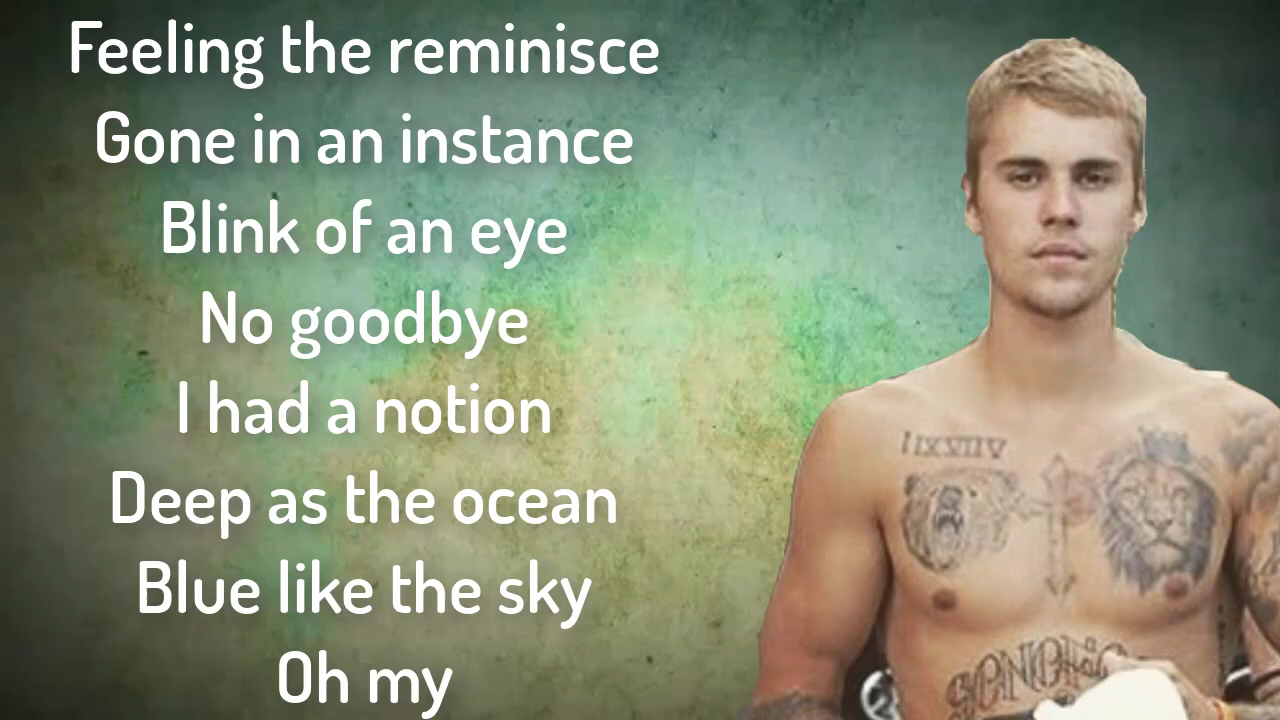 Feeling the reminisce
Gone in an instance
Blink of an eye
No goodbye
I had a notion
Deep as the ocean
Blue like the sky
Oh my